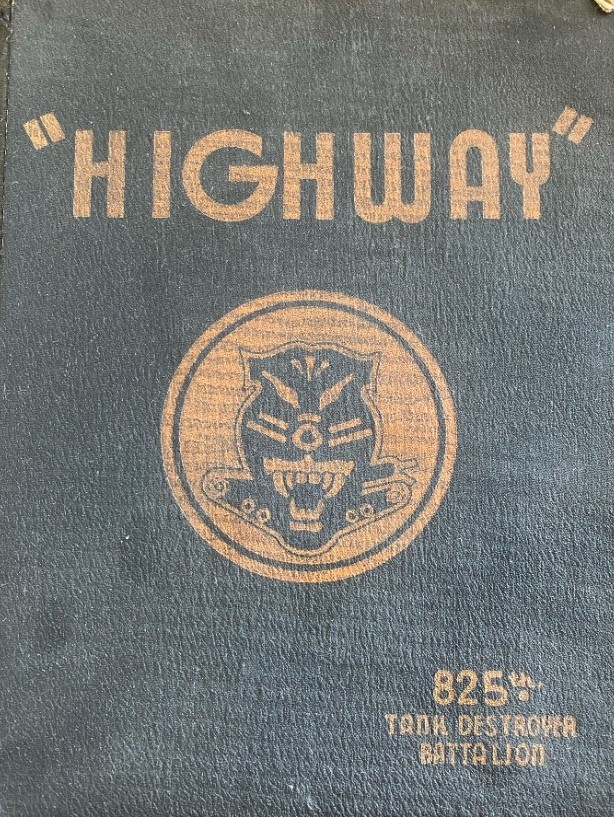 "HIGHWAY"
825th.
TANK DESTROYER
BATTALION